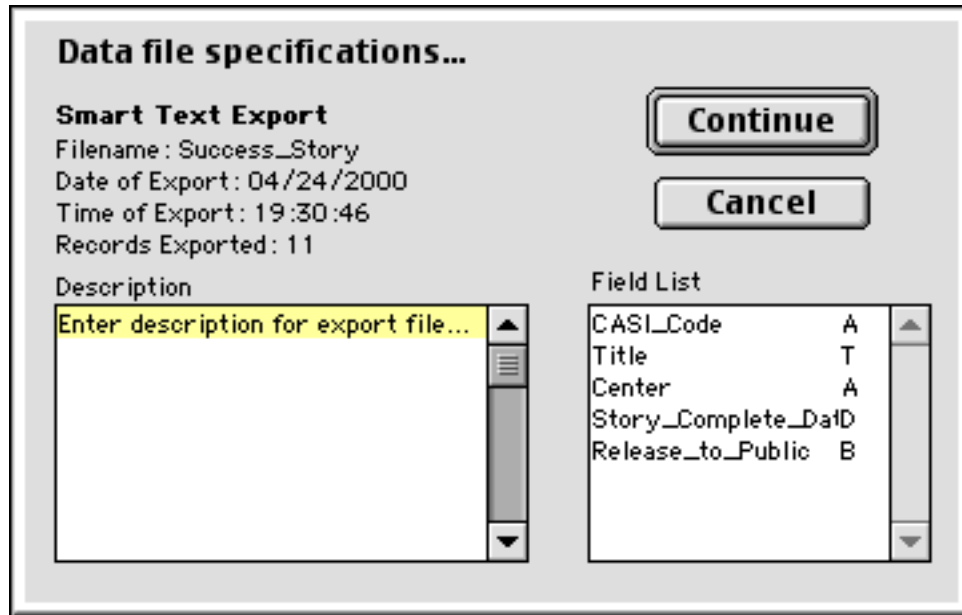 Data file specifications...
Smart Text Export
Filename: Success_Story
Date of Export: 04/24/2000
Time of Export: 19:30:46
Records Exported: 11
Continue
Cancel
Description
Enter description for export file...
Field List
CASI_Code A
Title T
Center A
Story_Complete_DatD
Release_to_Public B